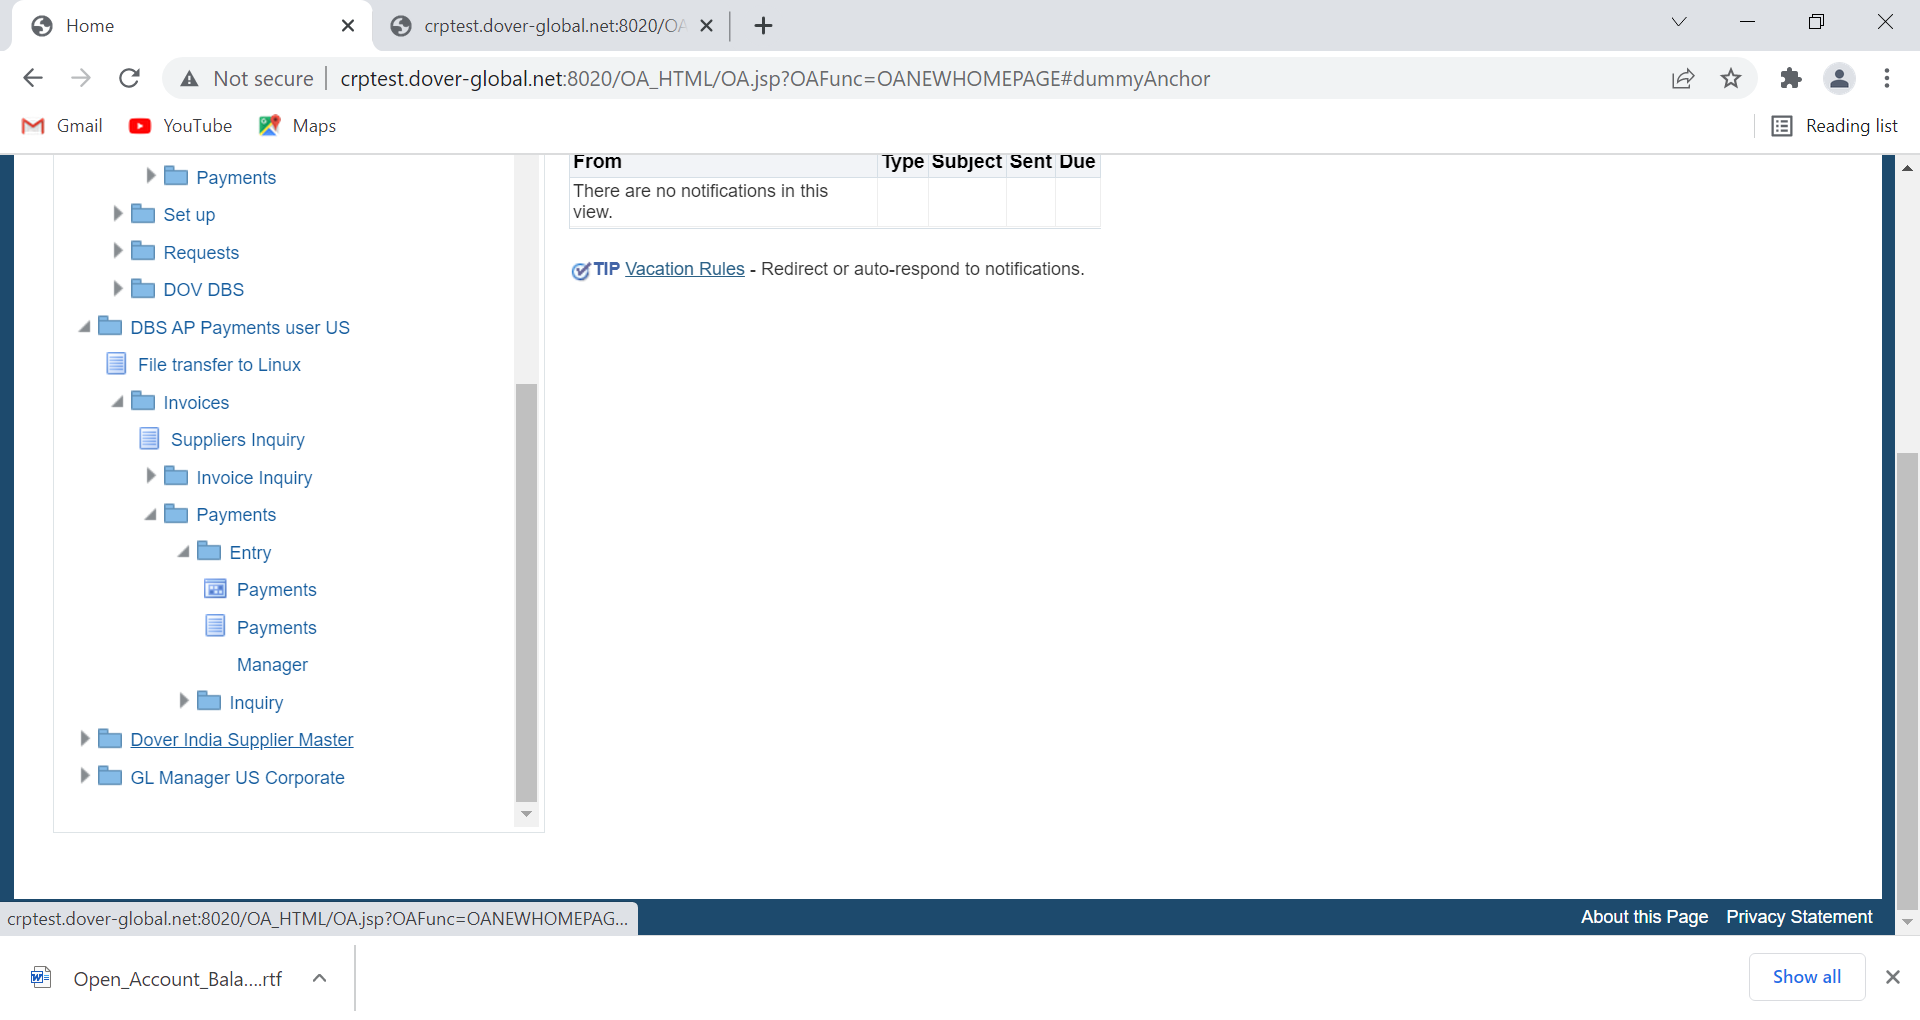 Home
crptest.dover-global.net:8020/OA
Not secure crptest.dover-global.net:8020/OA_HTML/OA.jsp?OAFunc=OANEWHOMEPAGE#dummyAnchor
Gmail YouTube Maps Reading list
Payments
Set up
Requests
DOV DBS
DBS AP Payments user US
File transfer to Linux
Invoices
Suppliers Inquiry
Invoice Inquiry
Payments
Entry
Payments
Payments
Manager
Inquiry
Dover India Supplier Master
GL Manager US Corporate
From Type Subject Sent Due
There are no notifications in this
view.
TIP Vacation Rules - Redirect or auto-respond to notifications.
crptest.dover-global.net:8020/OA_HTML/OA.jsp?OAFunc=OANEWHOMEPAG...
About this Page Privacy Statement
Open_Account_Bala....rtf
Show all